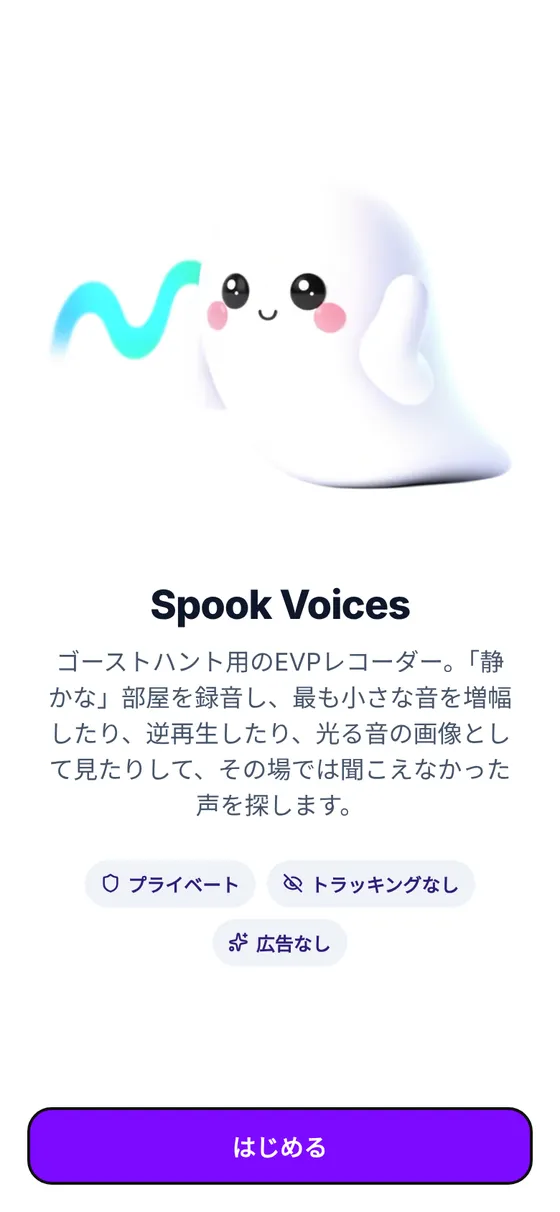 Spook Voices
ゴーストハント用のEVPレコーダー。「静
かな」部屋を録音し、最も小さな音を増幅
したり、逆再生したり、光る音の画像とし
て見たりして、その場では聞こえなかった
声を探します。
プライベート
トラッキングなし
広告なし
はじめる